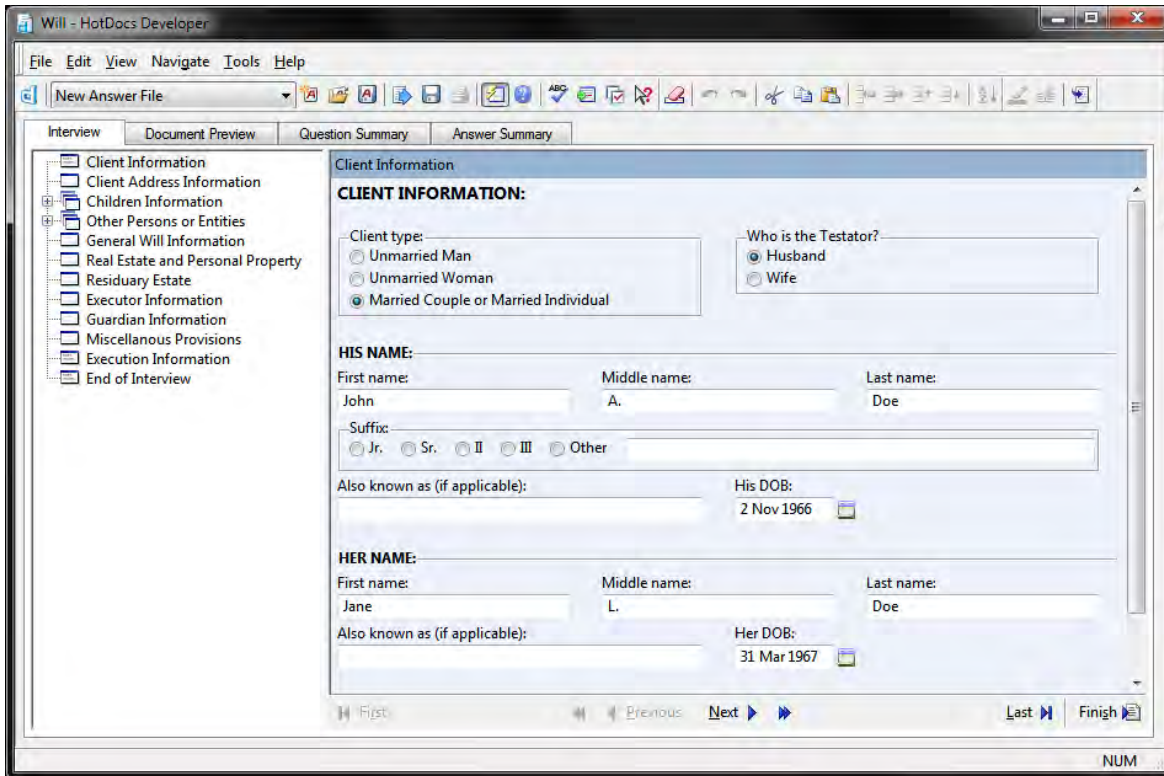 Will - HotDocs Developer
File Edit View Navigate Tools Help
New Answer File
ABC
Interview Document Preview Question Summary Answer Summary
Client Information
Client Address Information
Children Information
Other Persons or Entities
General Will Information
Real Estate and Personal Property
Residuary Estate
Executor Information
Guardian Information
Miscellanous Provisions
Execution Information
End of Interview
Client Information
CLIENT INFORMATION:
Client type: Who is the Testator?
Unmarried Man Husband
Unmarried Woman Wife
Married Couple or Married Individual
HIS NAME:
First name: Middle name: Last name:
John A. Doe
Suffix:
Jr. Sr. II III Other
Also known as (if applicable): His DOB:
2 Nov 1966
HER NAME:
First name: Middle name: Last name:
Jane L. Doe
Also known as (if applicable): Her DOB:
31 Mar 1967
First Previous Next Last Finish
NUM